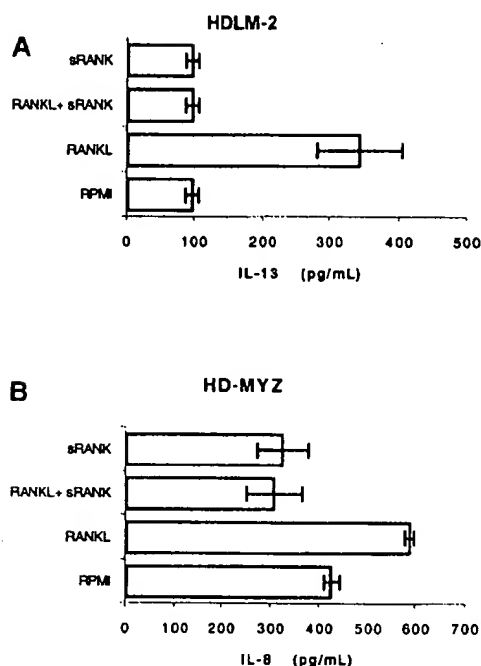 HDLM-2
A
sRANK
RANKL+ sRANK
RANKL
RPMI
0 100 200 300 400 500
IL-13 (pg/mL)
HD-MYZ
B
sRANK
RANKL+ sRANK
RANKL
RPMI
0 100 200 300 400 500 600 700
IL-8 (pg/mL)